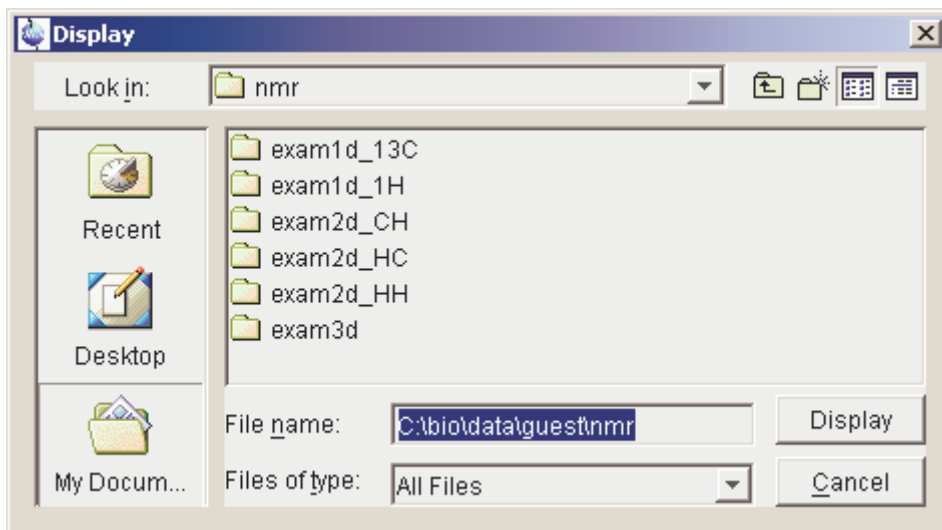 Display
Look in:
nmr
exam1d_13C
exam1d_1H
exam2d_CH
exam2d_HC
exam2d_HH
exam3d
Recent
Desktop
My Docum...
File name:
C:\bio\data\guest\nmr
Display
Files of type:
All Files
Cancel